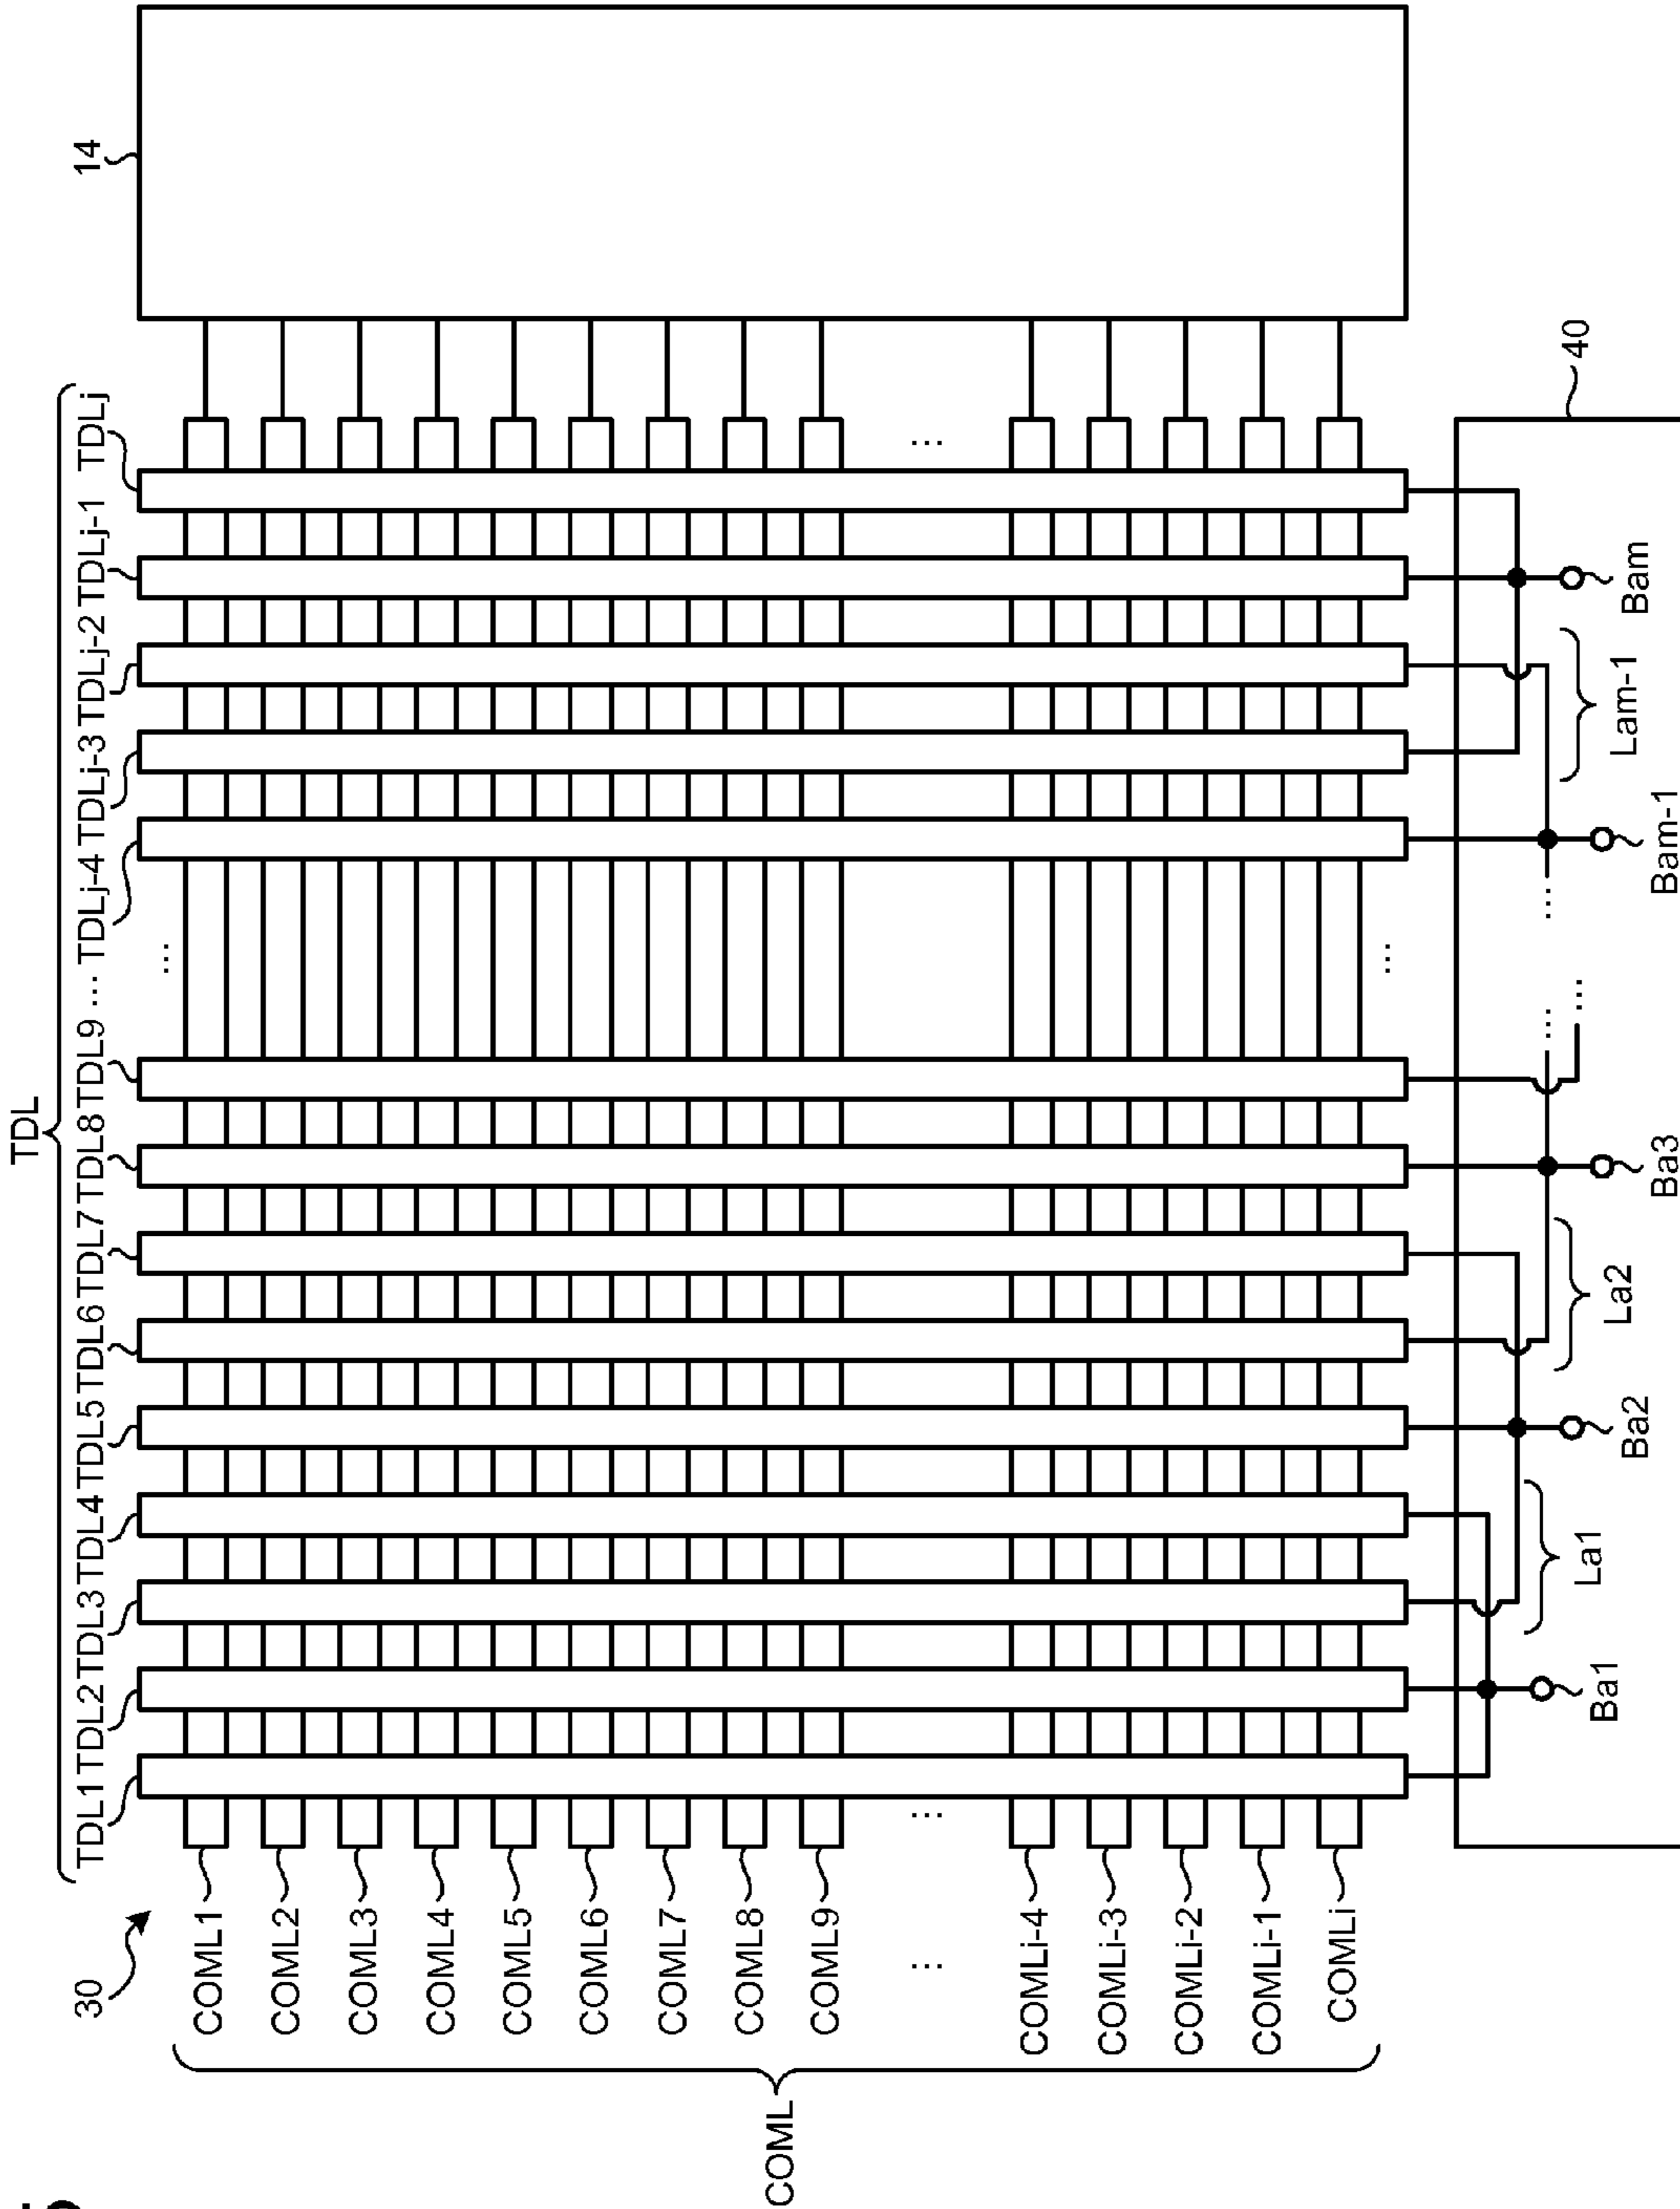 TDL
TDL1 TDL2 TDL3 TDL4 TDL5 TDL6 TDL7 TDL8 TDL9 ... TDLj-4 TDLj-3 TDLj-2 TDLj-1 TDLj
14
30
COML
COML1
COML2
COML3
COML4
COML5
COML6
COML7
COML8
COML9
...
COMLi-4
COMLi-3
COMLi-2
COMLi-1
COMLi
40
Ba1
La1
Ba2
La2
Ba3
Bam-1
Lam-1
Bam